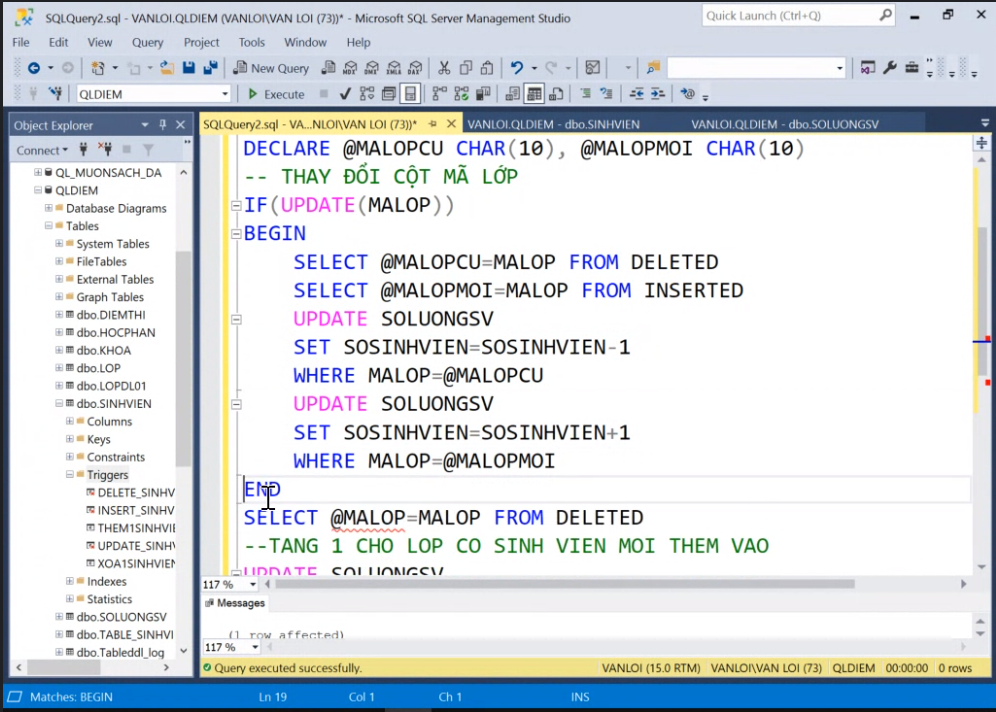 SQLQuery2.sql - VANLOI.QLDIEM (VANLOI\VAN LOI (73))* - Microsoft SQL Server Management Studio
Quick Launch (Ctrl+Q)
File Edit View Query Project Tools Window Help
New Query
MDX DMX XMLA DAX
QLDIEM
Execute
Object Explorer
SQLQuery2.sql - VA...NLOI\VAN LOI (73))*
VANLOI.QLDIEM - dbo.SINHVIEN
VANLOI.QLDIEM - dbo.SOLUONGSV
Connect
QL_MUONSACH_DA
QLDIEM
Database Diagrams
Tables
System Tables
FileTables
External Tables
Graph Tables
dbo.DIEMTHI
dbo.HOCPHAN
dbo.KHOA
dbo.LOP
dbo.LOPDL01
dbo.SINHVIEN
Columns
Keys
Constraints
Triggers
DELETE_SINHV
INSERT_SINHV
THEM1SINHVIE
UPDATE_SINH
XOA1SINHVIEN
Indexes
Statistics
dbo.SOLUONGSV
dbo.TABLE_SINHVI
dbo.Tableddl_log
DECLARE @MALOPCU CHAR(10), @MALOPMOI CHAR(10)
-- THAY ĐỔI CỘT MÃ LỚP
IF(UPDATE(MALOP))
BEGIN
SELECT @MALOPCU=MALOP FROM DELETED
SELECT @MALOPMOI=MALOP FROM INSERTED
UPDATE SOLUONGSV
SET SOSINHVIEN=SOSINHVIEN-1
WHERE MALOP=@MALOPCU
UPDATE SOLUONGSV
SET SOSINHVIEN=SOSINHVIEN+1
WHERE MALOP=@MALOPMOI
END
SELECT @MALOP=MALOP FROM DELETED
--TANG 1 CHO LOP CO SINH VIEN MOI THEM VAO
UPDATE SOLUONGSV
117 %
Messages
(1 row affected)
117 %
Query executed successfully.
VANLOI (15.0 RTM) VANLOI\VAN LOI (73) QLDIEM 00:00:00 0 rows
Matches: BEGIN
Ln 19 Col 1 Ch 1 INS